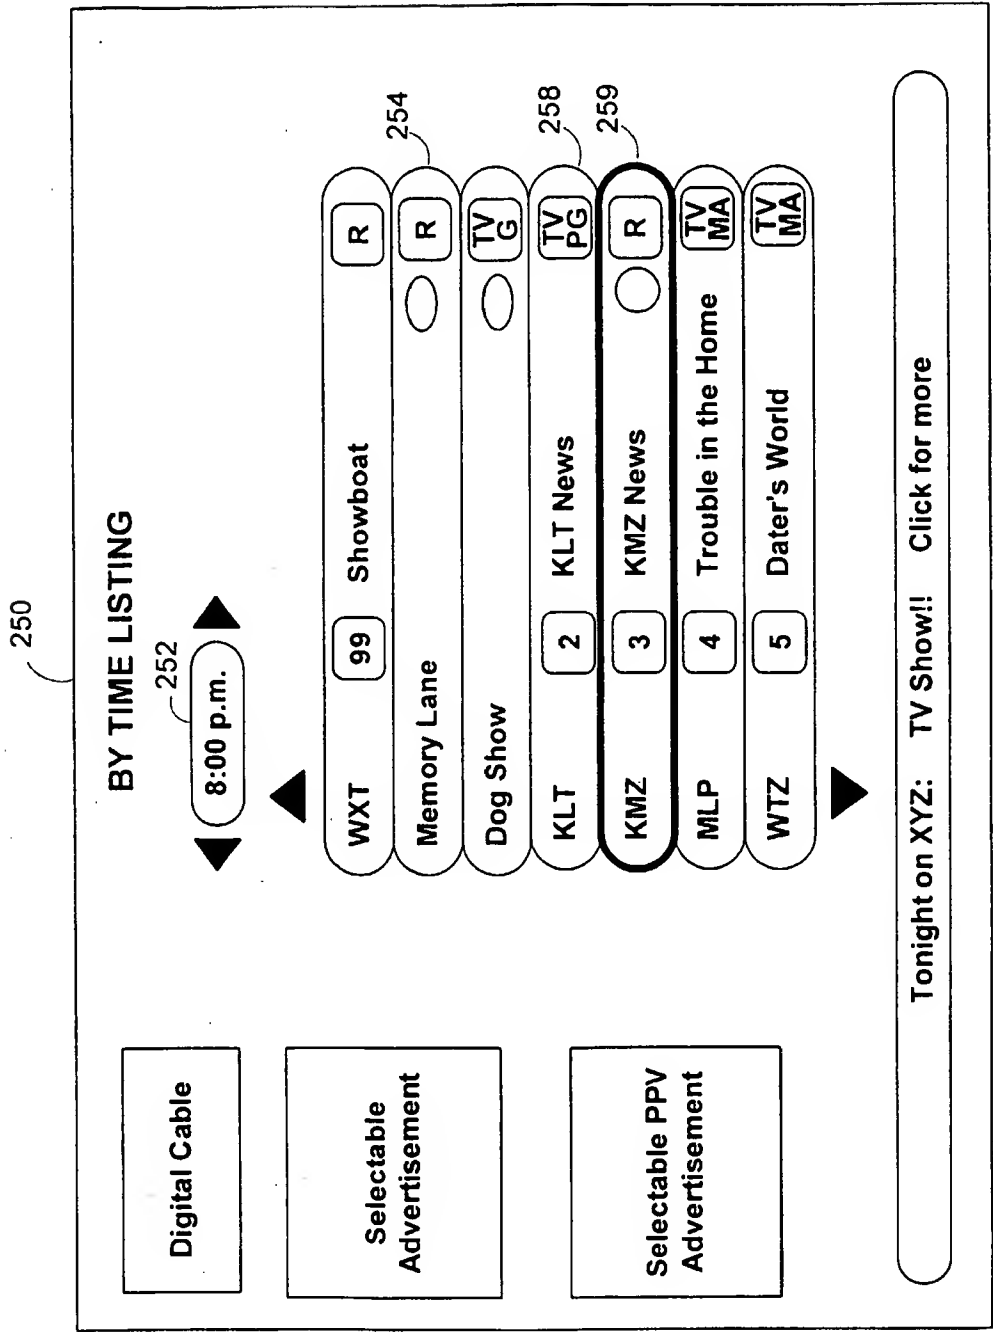 250
BY TIME LISTING
252
8:00 p.m.
Digital Cable
Selectable
Advertisement
Selectable PPV
Advertisement
WXT 99 Showboat R
Memory Lane R 254
Dog Show TV G
KLT 2 KLT News TV PG 258
KMZ 3 KMZ News R 259
MLP 4 Trouble in the Home TV MA
WTZ 5 Dater's World TV MA
Tonight on XYZ: TV Show!! Click for more